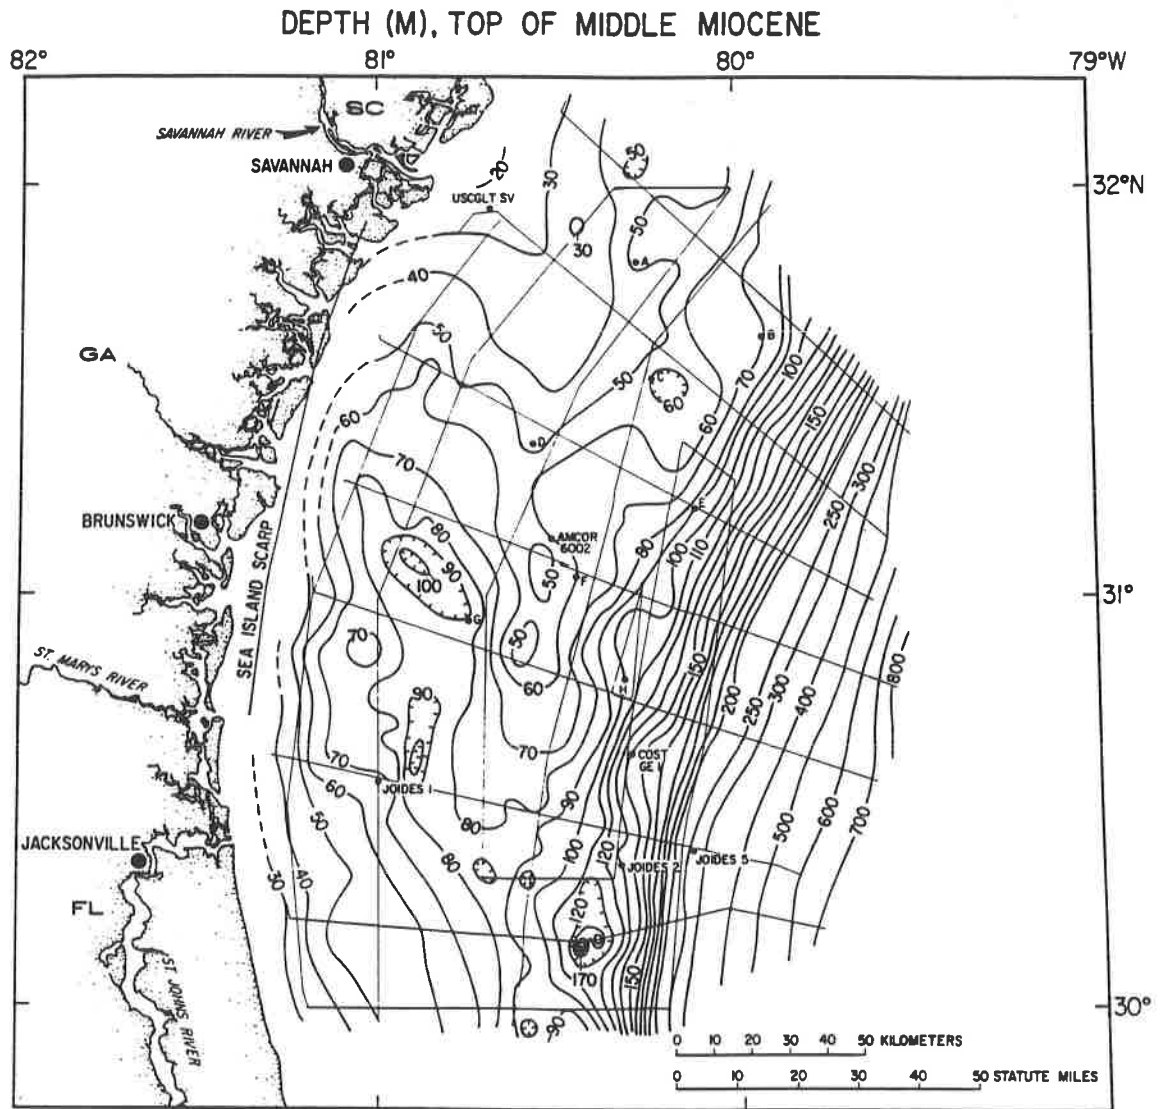 DEPTH (M), TOP OF MIDDLE MIOCENE
82° 81° 80° 79°W
SC
SAVANNAH RIVER
SAVANNAH
32°N
20
USCGLT SV
30
50
50
30
A
40
50
B
GA
70
100
50
60
60
60
150
D
70
300
250
E
BRUNSWICK
80
AMCOR
6002
80
100
110
90
100
50
F
31°
G
SEA ISLAND SCARP
70
50
ST. MARYS RIVER
60
H
150
200
250
300
400
800
90
70
70
COST
GE 1
JOIDES 1
60
90
50
80
500
600
700
JACKSONVILLE
100
120
80
JOIDES 2
JOIDES 5
30
40
FL
120
170
150
ST. JOHNS RIVER
90
30°
0 10 20 30 40 50 KILOMETERS
0 10 20 30 40 50 STATUTE MILES